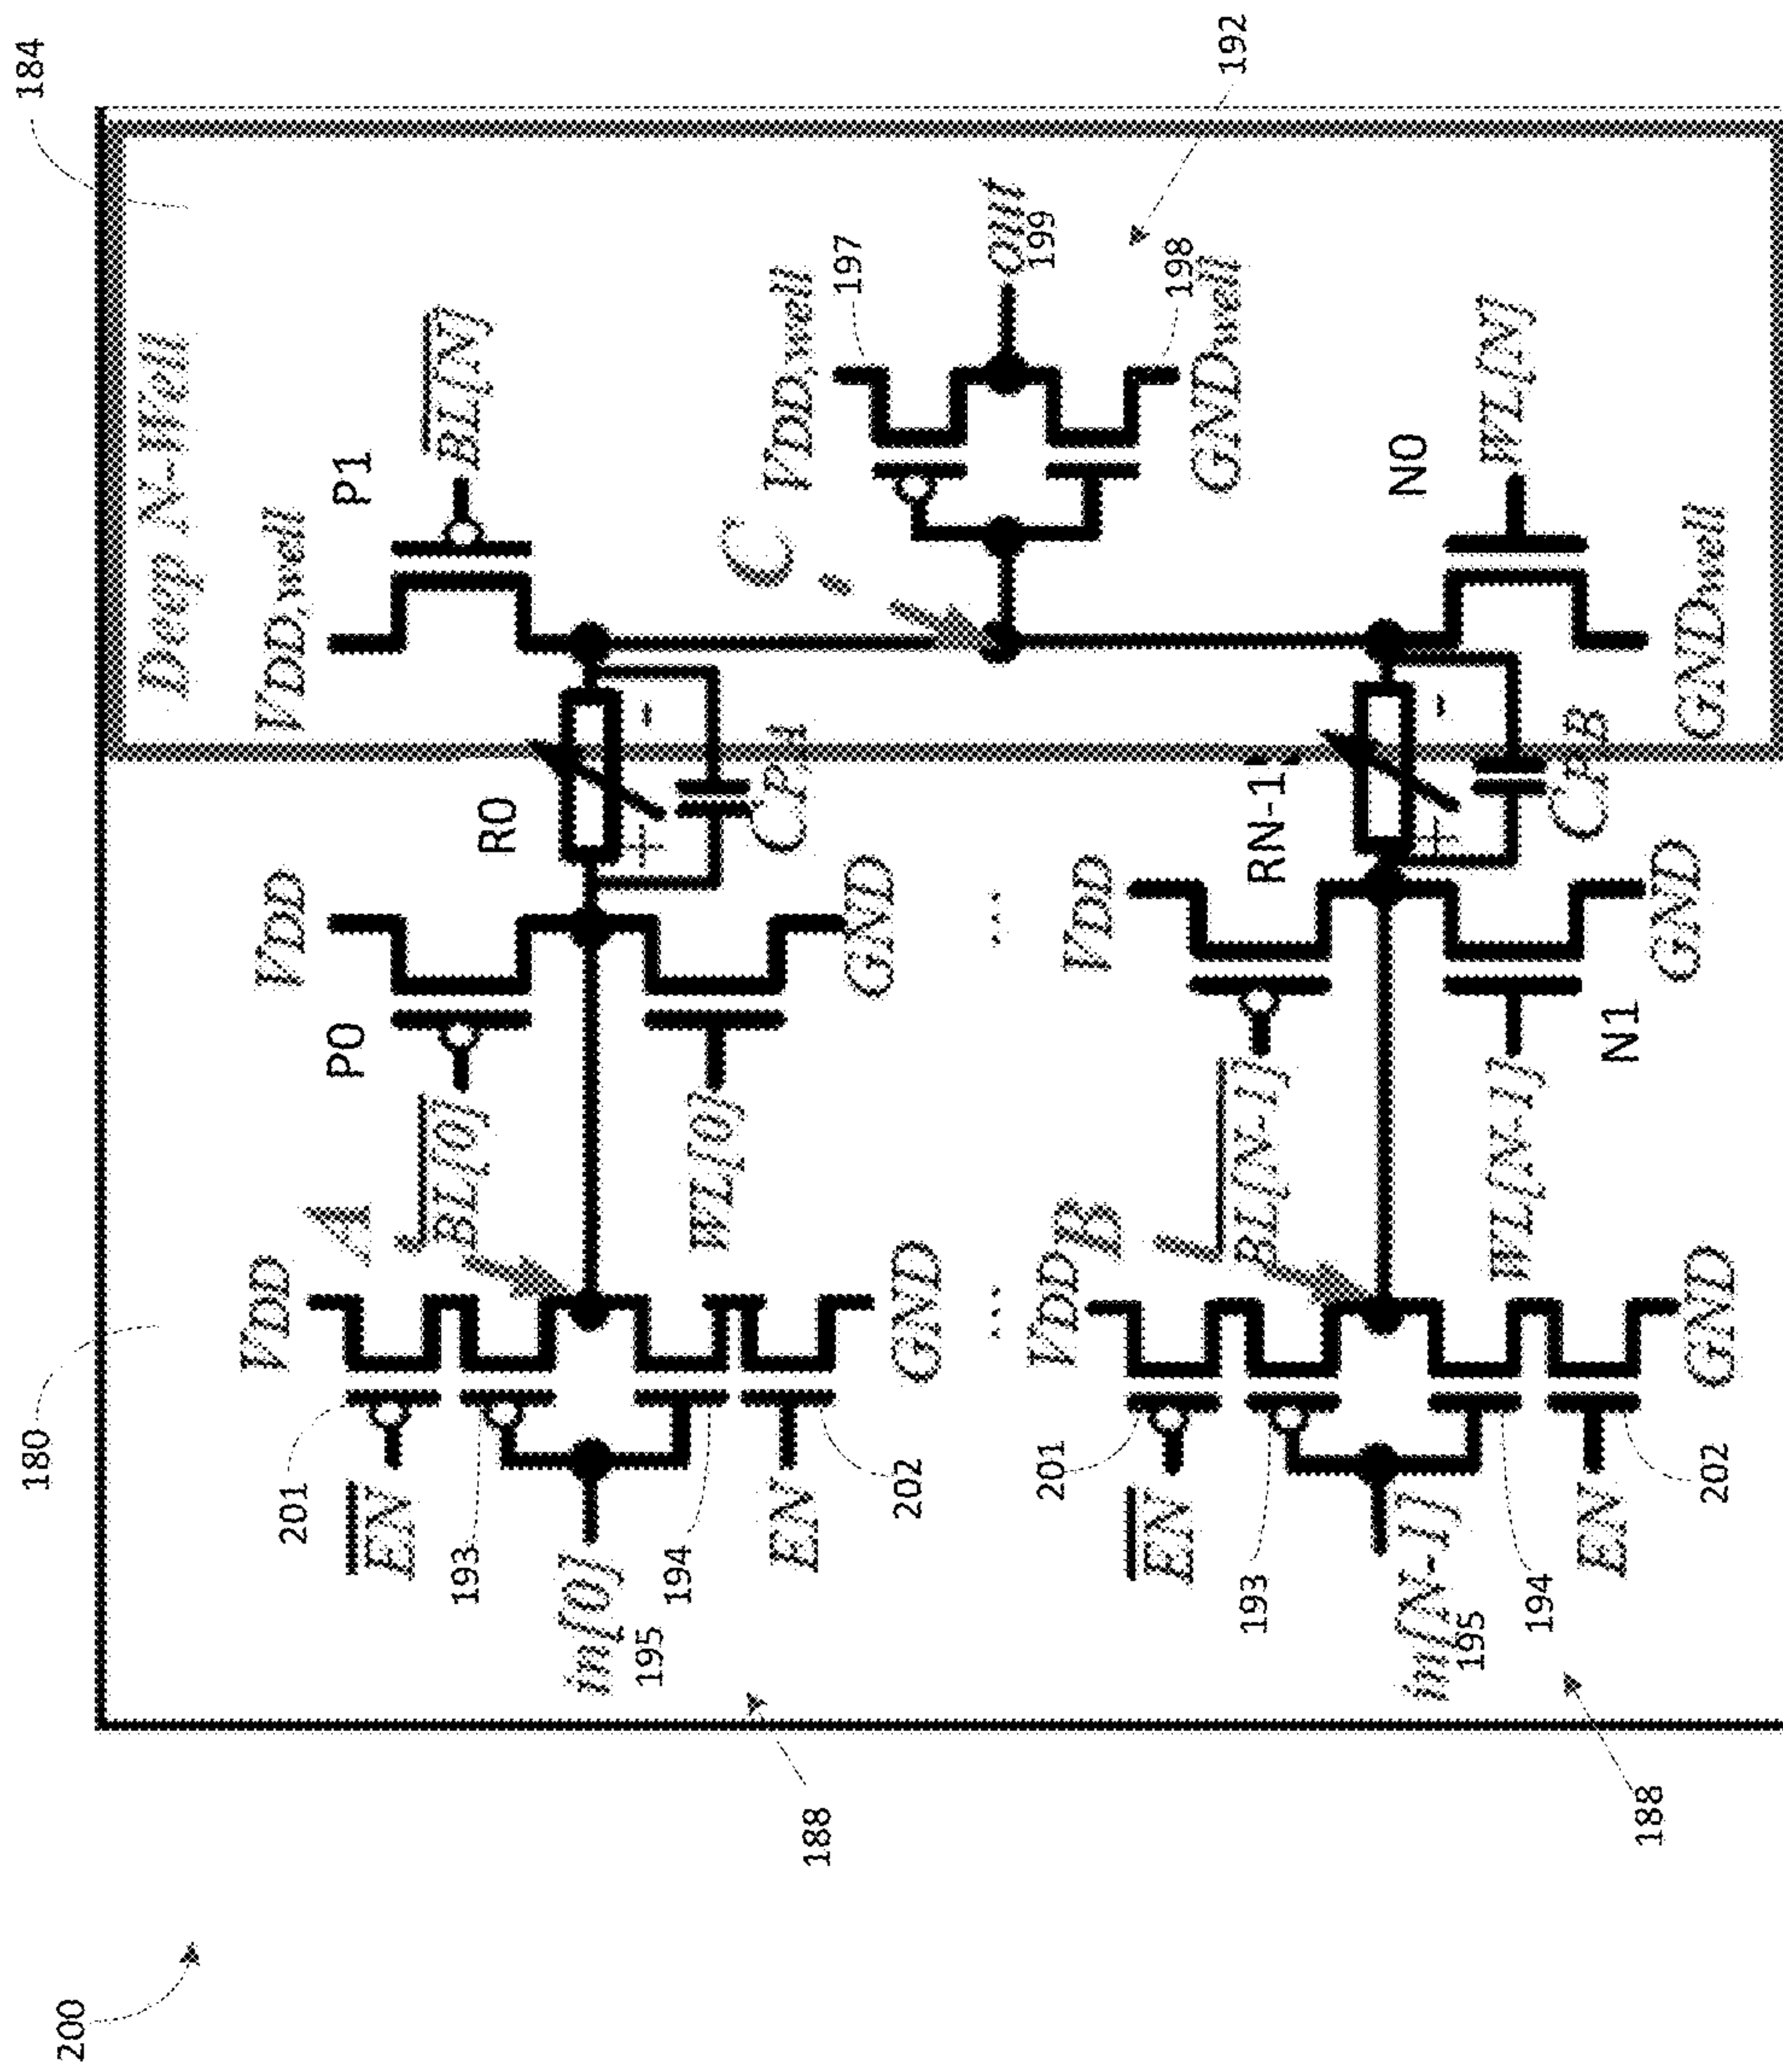 200
180
184
Deep N-Well
VDD
VDD
VDD,well
A
P0
P1
201
EN
BL[0]
R0
BL[N]
193
+
-
in[0]
195
194
WL[0]
CPA
C
VDD,well
197
EN
202
GND
GND
out
199
188
...
...
198
GNDwell
192
VDD
B
VDD
201
EN
BL[N-1]
RN-1
193
+
-
N0
in[N-1]
195
194
WL[N-1]
CPB
WL[N]
EN
202
GND
N1
GND
GNDwell
188